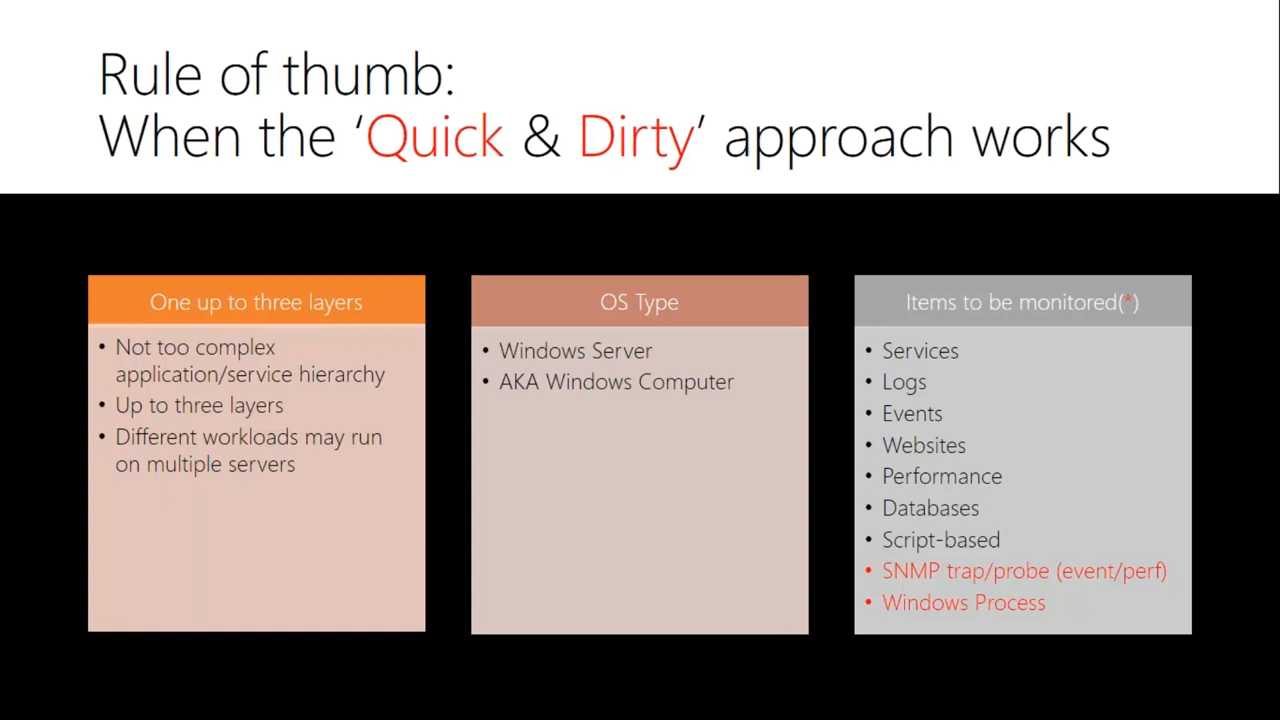 Rule of thumb:
When the ‘Quick & Dirty’ approach works
One up to three layers
• Not too complex
application/service hierarchy
• Up to three layers
• Different workloads may run
on multiple servers
OS Type
• Windows Server
• AKA Windows Computer
Items to be monitored(*)
• Services
• Logs
• Events
• Websites
• Performance
• Databases
• Script-based
• SNMP trap/probe (event/perf)
• Windows Process